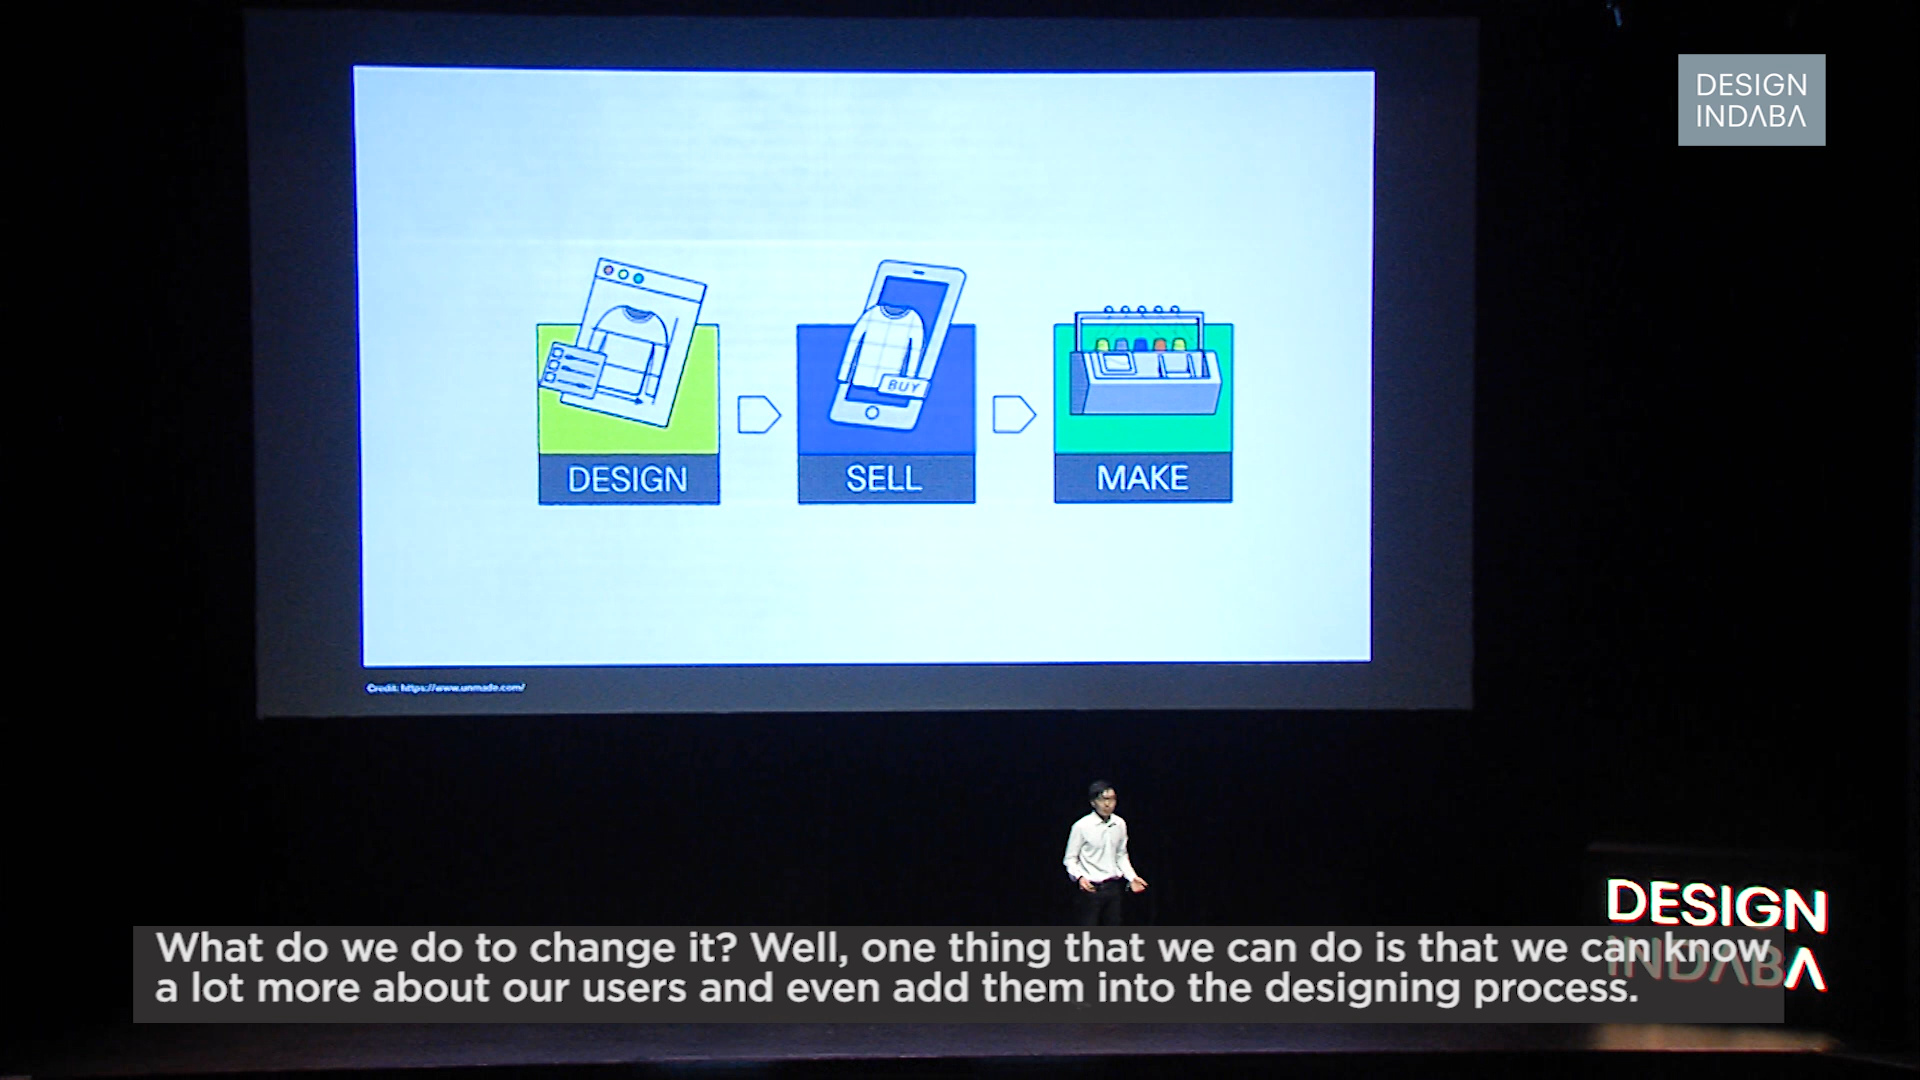 DESIGN
INDABA
BUY
DESIGN
SELL
MAKE
Credit: https://www.unmade.com/
DESIGN
INDABA
What do we do to change it? Well, one thing that we can do is that we can know
a lot more about our users and even add them into the designing process.